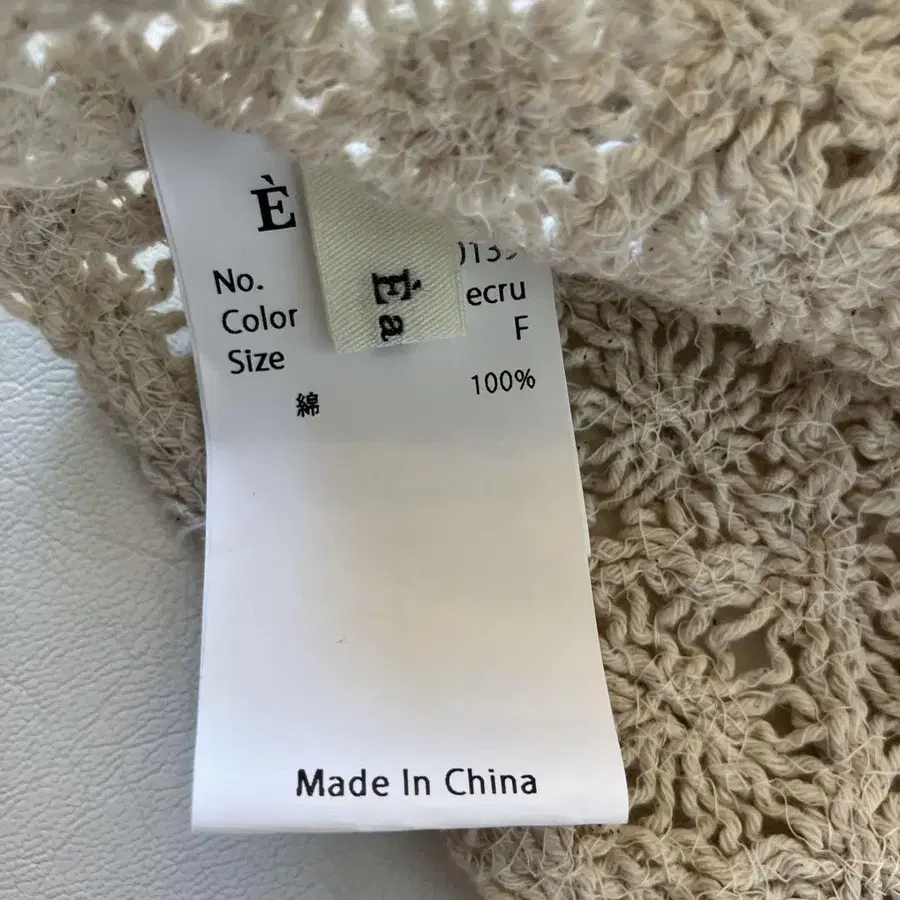 È
No.
Color ecru
Size F
綿 100%
Èa
Made In China